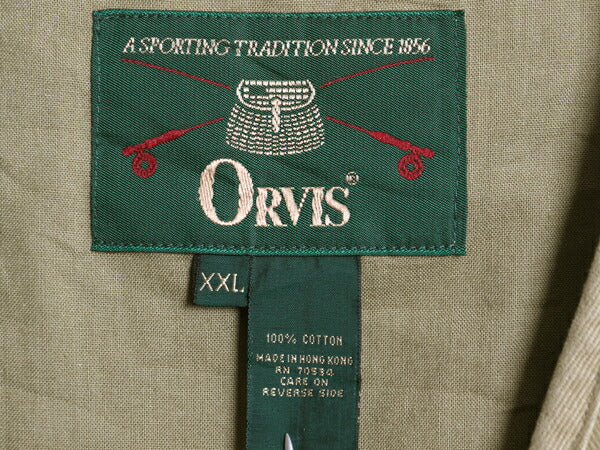 A SPORTING TRADITION SINCE 1856
ORVIS®
XXL
100% COTTON
MADE IN HONG KONG
RN 70534
CARE ON
REVERSE SIDE